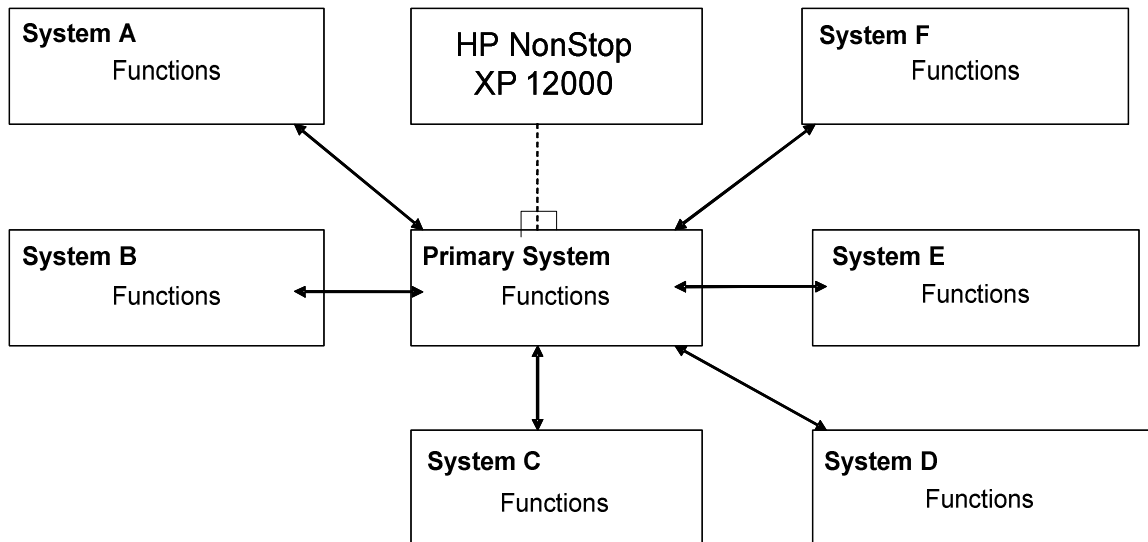 System A
Functions
HP NonStop
XP 12000
System F
Functions
System B
Functions
Primary System
Functions
System E
Functions
System C
Functions
System D
Functions